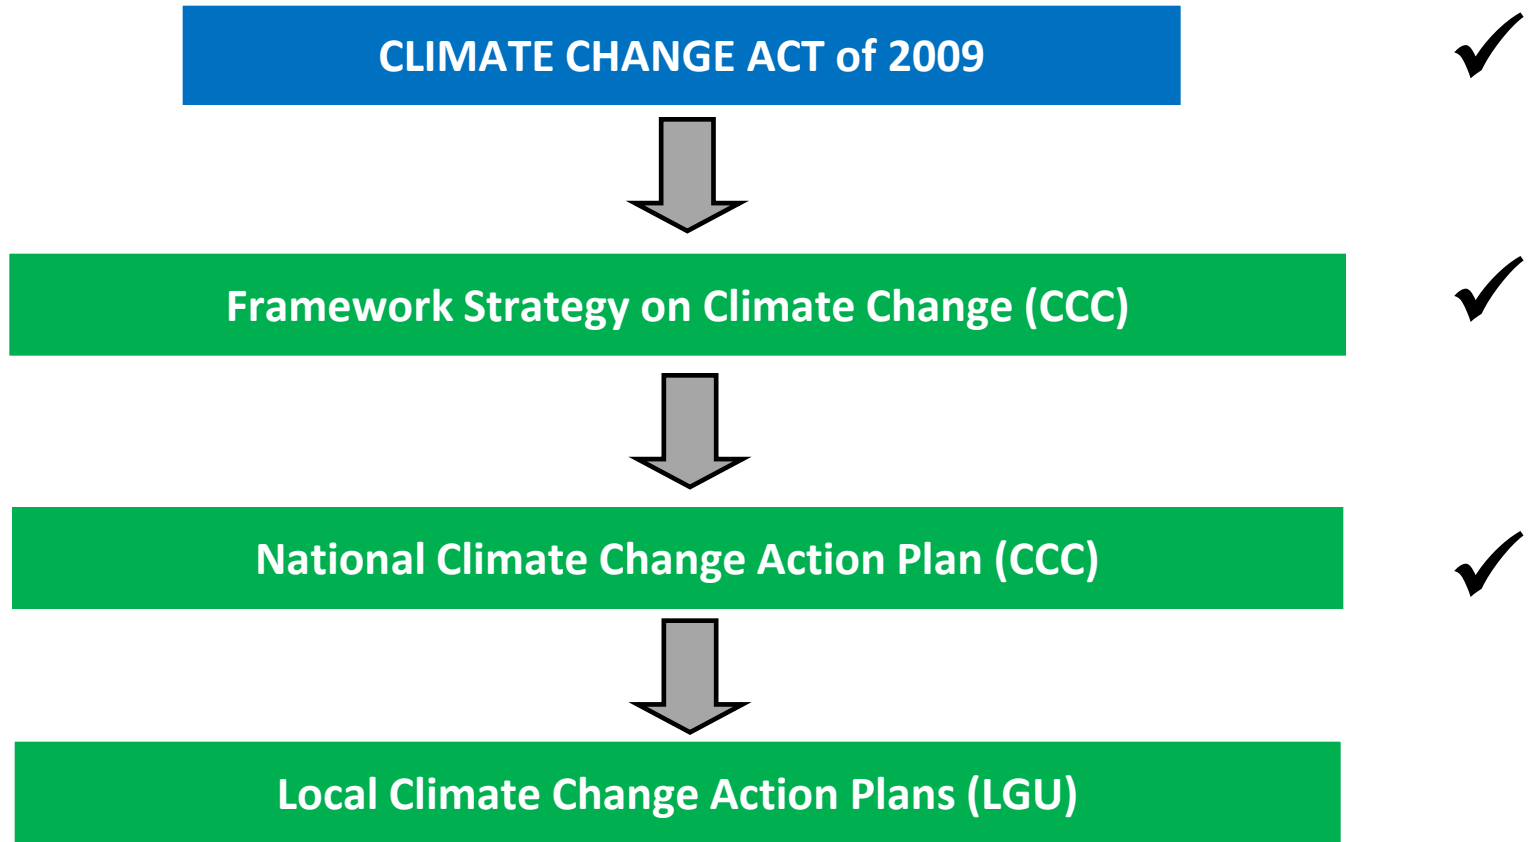 CLIMATE CHANGE ACT of 2009
Framework Strategy on Climate Change (CCC)
National Climate Change Action Plan (CCC)
Local Climate Change Action Plans (LGU)